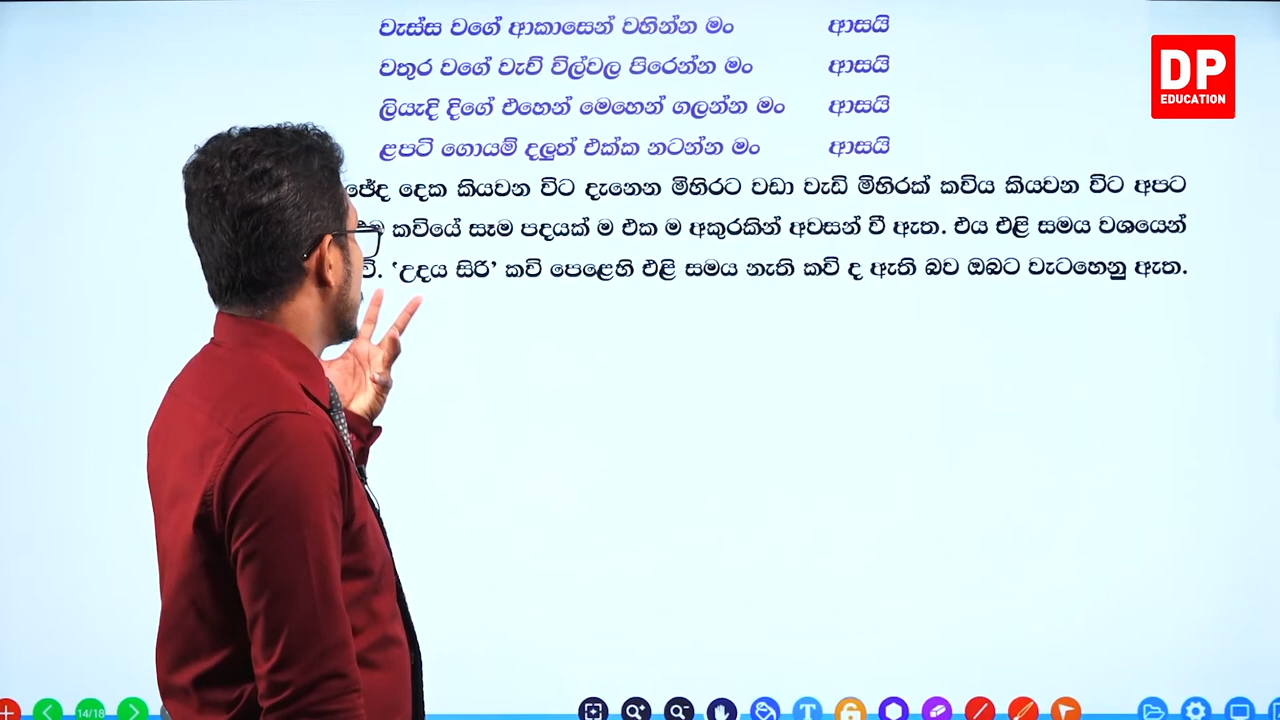 වැස්ස වගේ ආකාසෙන් වහින්න මං ආසයි
වතුර වගේ වැව් විල්වල පිරෙන්න මං ආසයි
ලියැදි දිගේ එහෙන් මෙහෙන් ගලන්න මං ආසයි
ළපටි ගොයම් දලුත් එක්ක නටන්න මං ආසයි
DP
EDUCATION
ඡේද දෙක කියවන විට දැනෙන මිහිරට වඩා වැඩි මිහිරක් කවිය කියවන විට අපට
කවියේ සෑම පදයක් ම එක ම අකුරකින් අවසන් වී ඇත. එය එළි සමය වශයෙන්
‘උදය සිරි’ කවි පෙළෙහි එළි සමය නැති කවි ද ඇති බව ඔබට වැටහෙනු ඇත.
14/18